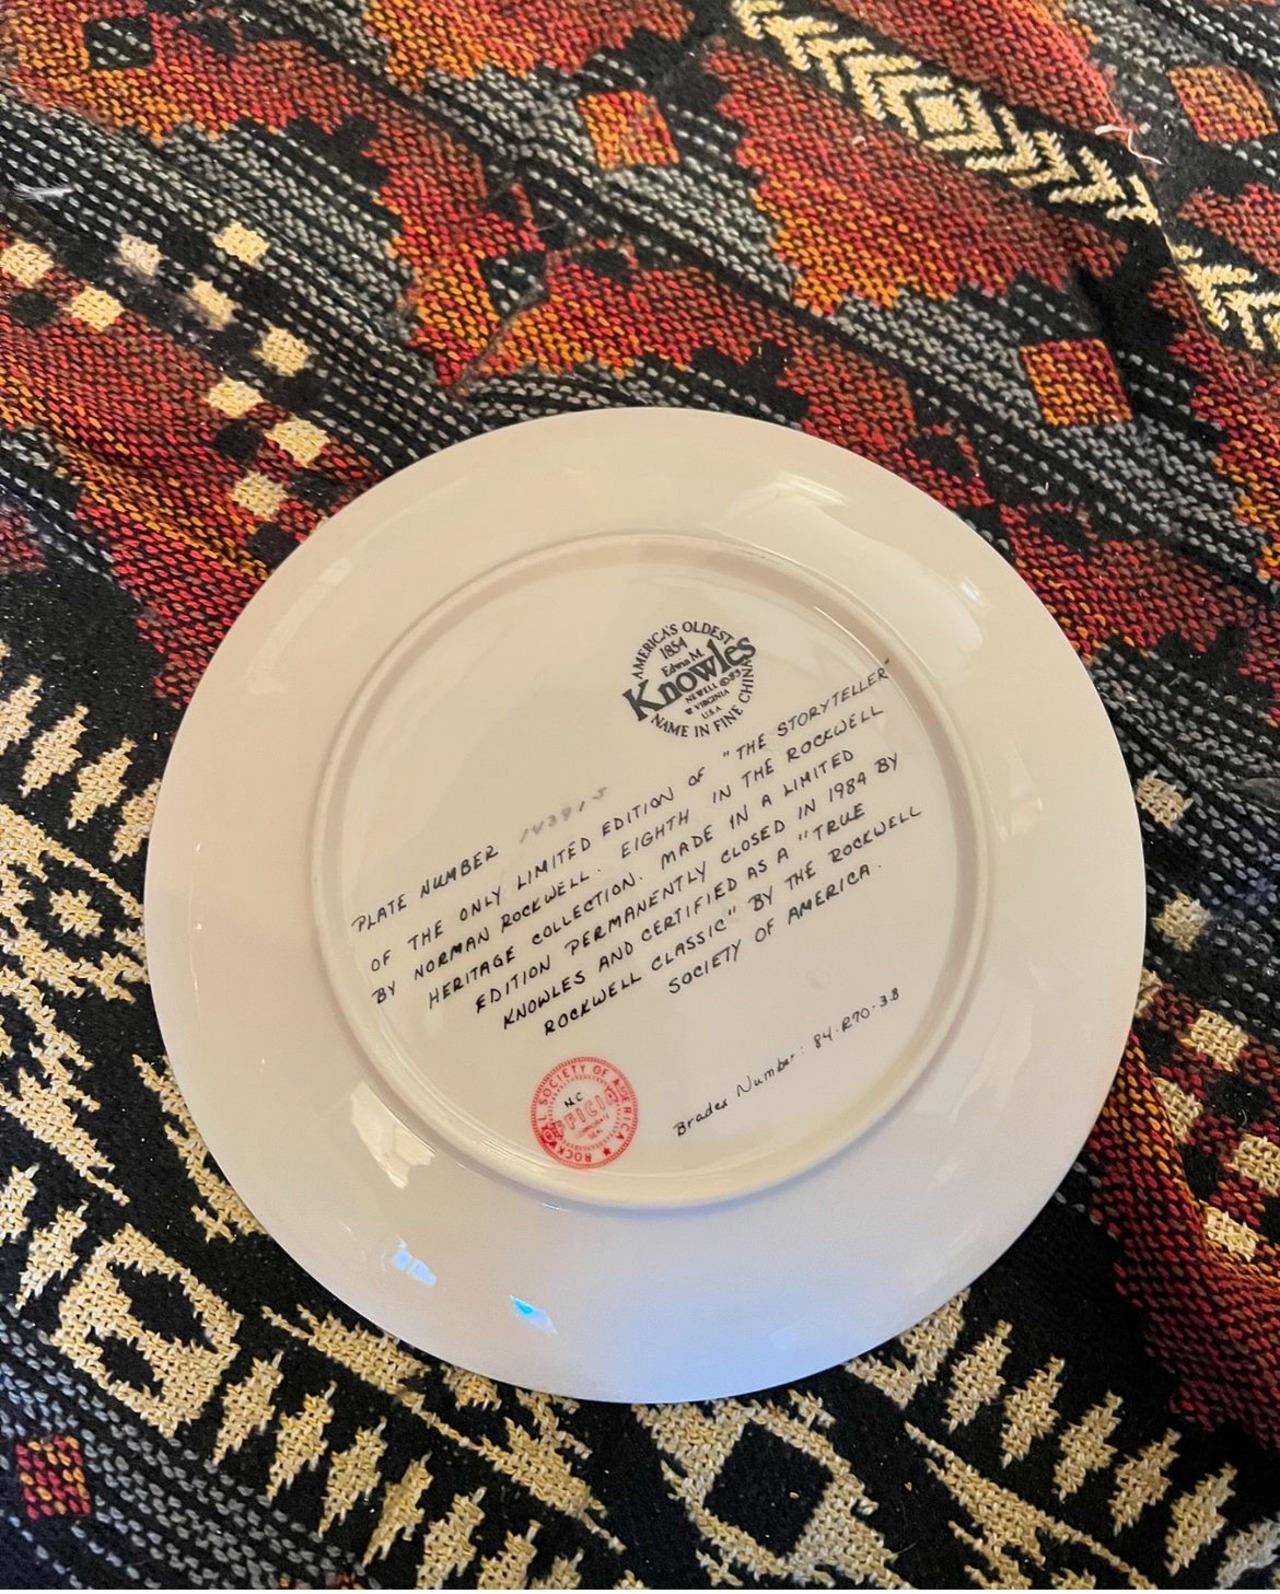 AMERICA'S OLDEST
1854
Edwin M.
Knowles
NEWELL
W VIRGINIA
U.S.A
NAME IN FINE CHINA
PLATE NUMBER
OF THE ONLY LIMITED EDITION OF "THE STORYTELLER"
BY NORMAN ROCKWELL. EIGHTH IN THE ROCKWELL
HERITAGE COLLECTION. MADE IN A LIMITED
EDITION PERMANENTLY CLOSED IN 1984 BY
KNOWLES AND CERTIFIED AS A "TRUE
ROCKWELL CLASSIC" BY THE ROCKWELL
SOCIETY OF AMERICA.
SOCIETY OF AMERICA
OFFICIAL
SEAL
Bradex Number: 84-R70-3.8